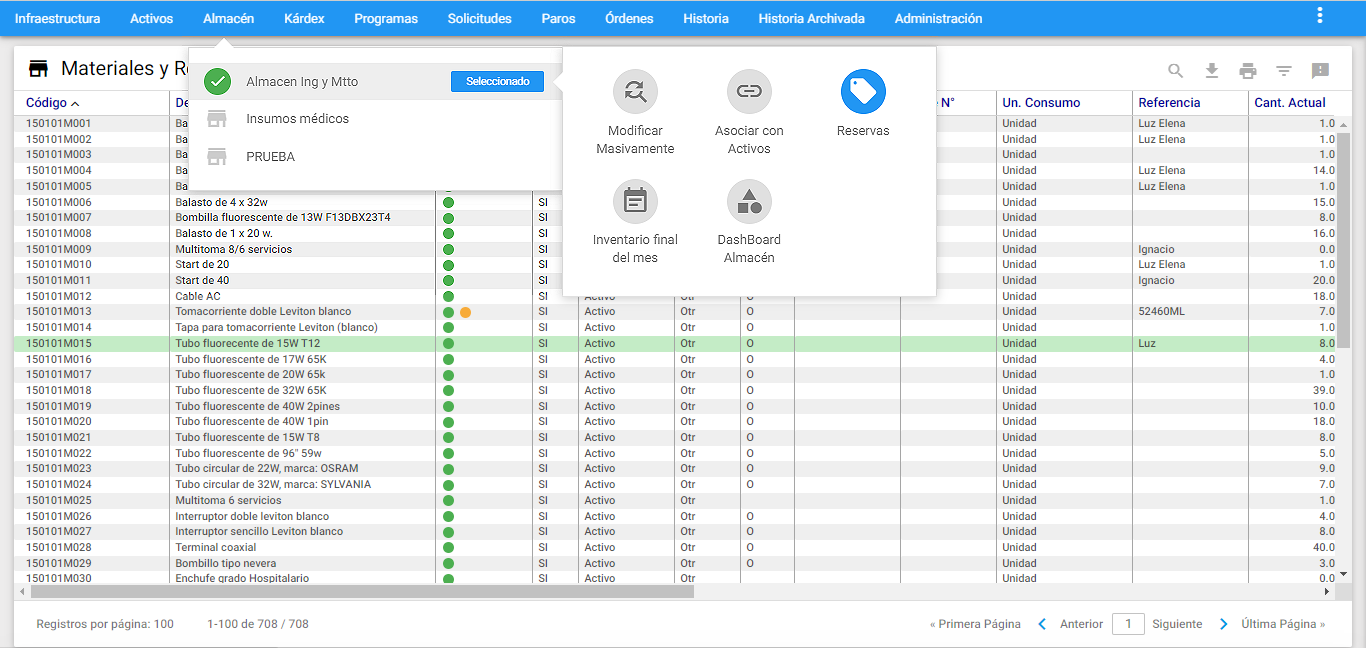 Infraestructura Activos Almacén Kárdex Programas Solicitudes Paros Órdenes Historia Historia Archivada Administración
Materiales y Re
Almacen Ing y Mtto Seleccionado
Insumos médicos
PRUEBA
Modificar Masivamente
Asociar con Activos
Reservas
Inventario final del mes
DashBoard Almacén
Código De N° Un. Consumo Referencia Cant. Actual
150101M001 Ba Unidad Luz Elena 1.0
150101M002 Ba Unidad Luz Elena 1.0
150101M003 Ba Unidad 1.0
150101M004 Ba Unidad Luz Elena 14.0
150101M005 Ba Unidad Luz Elena 1.0
150101M006 Balasto de 4 x 32w SI Unidad 15.0
150101M007 Bombilla fluorescente de 13W F13DBX23T4 SI Unidad 8.0
150101M008 Balasto de 1 x 20 w. SI Unidad 16.0
150101M009 Multitoma 8/6 servicios SI Unidad Ignacio 0.0
150101M010 Start de 20 SI Unidad Luz Elena 1.0
150101M011 Start de 40 SI Unidad Ignacio 20.0
150101M012 Cable AC SI Activo Otr O Unidad 18.0
150101M013 Tomacorriente doble Leviton blanco SI Activo Otr O Unidad 52460ML 7.0
150101M014 Tapa para tomacorriente Leviton (blanco) SI Activo Otr O Unidad 1.0
150101M015 Tubo fluorecente de 15W T12 SI Activo Otr O Unidad Luz 8.0
150101M016 Tubo fluorescente de 17W 65K SI Activo Otr O Unidad 4.0
150101M017 Tubo fluorescente de 20W 65k SI Activo Otr O Unidad 1.0
150101M018 Tubo fluorescente de 32W 65K SI Activo Otr O Unidad 39.0
150101M019 Tubo fluorescente de 40W 2pines SI Activo Otr O Unidad 10.0
150101M020 Tubo fluorescente de 40W 1pin SI Activo Otr O Unidad 18.0
150101M021 Tubo fluorescente de 15W T8 SI Activo Otr O Unidad 8.0
150101M022 Tubo fluorescente de 96" 59w SI Activo Otr O Unidad 5.0
150101M023 Tubo circular de 22W, marca: OSRAM SI Activo Otr O Unidad 9.0
150101M024 Tubo circular de 32W, marca: SYLVANIA SI Activo Otr O Unidad 7.0
150101M025 Multitoma 6 servicios SI Activo Otr Unidad 1.0
150101M026 Interruptor doble leviton blanco SI Activo Otr O Unidad 4.0
150101M027 Interruptor sencillo Leviton blanco SI Activo Otr O Unidad 8.0
150101M028 Terminal coaxial SI Activo Otr O Unidad 40.0
150101M029 Bombillo tipo nevera SI Activo Otr O Unidad 3.0
150101M030 Enchufe grado Hospitalario SI Activo Otr Unidad 0.0
Registros por página: 100 1-100 de 708 / 708 « Primera Página Anterior 1 Siguiente Última Página »